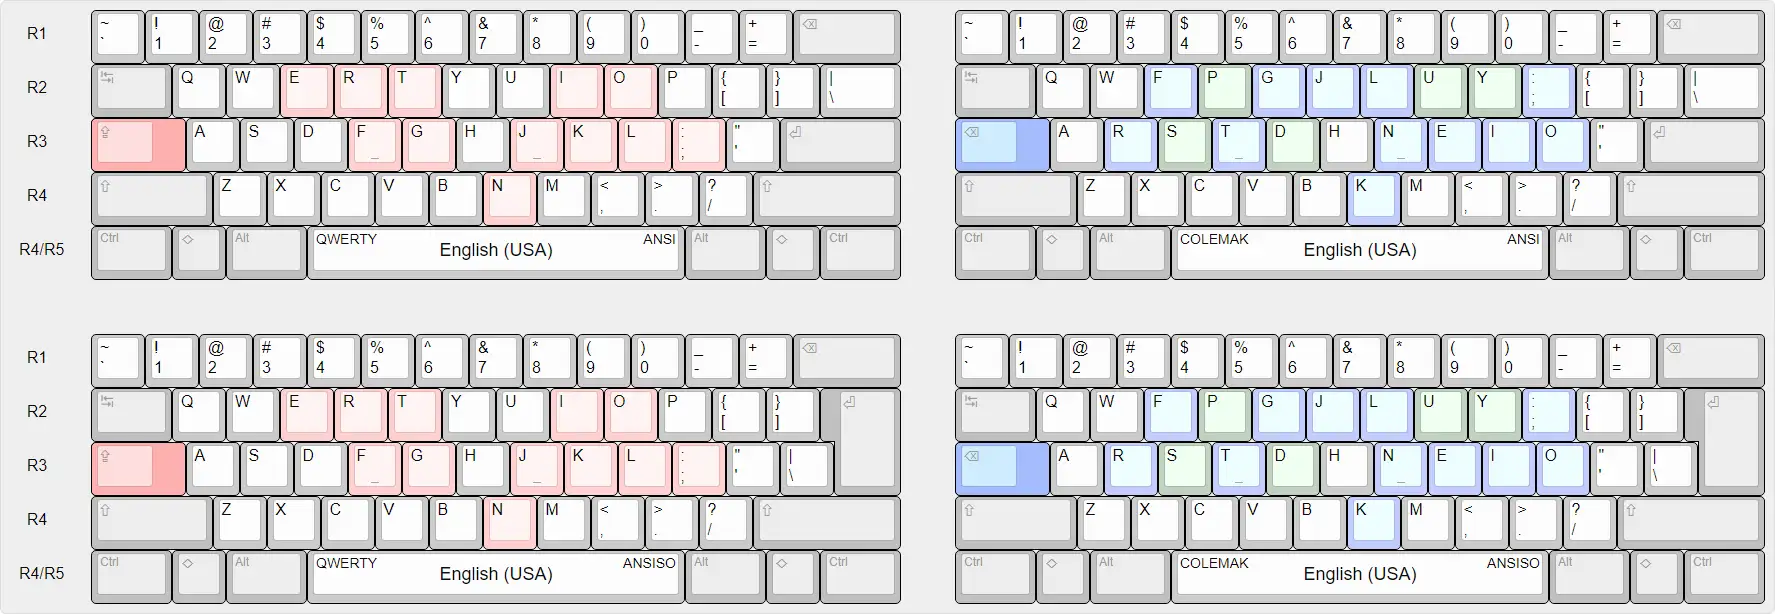 R1 ~ ! @ # $ % ^ & * ( ) _ + ⌫ ~ ! @ # $ % ^ & * ( ) _ + ⌫
` 1 2 3 4 5 6 7 8 9 0 - = ` 1 2 3 4 5 6 7 8 9 0 - =
R2 ↹ Q W E R T Y U I O P { } | ↹ Q W F P G J L U Y : { } |
[ ] \ ; [ ] \
R3 ⇪ A S D F G H J K L : " ⏎ ⌫ A R S T D H N E I O " ⏎
_ _ ; ' _ _ '
R4 ⇧ Z X C V B N M < > ? ⇧ ⇧ Z X C V B K M < > ? ⇧
, . / , . /
R4/R5 Ctrl ◇ Alt QWERTY English (USA) ANSI Alt ◇ Ctrl Ctrl ◇ Alt COLEMAK English (USA) ANSI Alt ◇ Ctrl
R1 ~ ! @ # $ % ^ & * ( ) _ + ⌫ ~ ! @ # $ % ^ & * ( ) _ + ⌫
` 1 2 3 4 5 6 7 8 9 0 - = ` 1 2 3 4 5 6 7 8 9 0 - =
R2 ↹ Q W E R T Y U I O P { } ⏎ ↹ Q W F P G J L U Y : { } ⏎
[ ] ; [ ]
R3 ⇪ A S D F G H J K L : " | ⌫ A R S T D H N E I O " |
_ _ ; ' \ _ _ ' \
R4 ⇧ Z X C V B N M < > ? ⇧ ⇧ Z X C V B K M < > ? ⇧
, . / , . /
R4/R5 Ctrl ◇ Alt QWERTY English (USA) ANSISO Alt ◇ Ctrl Ctrl ◇ Alt COLEMAK English (USA) ANSISO Alt ◇ Ctrl